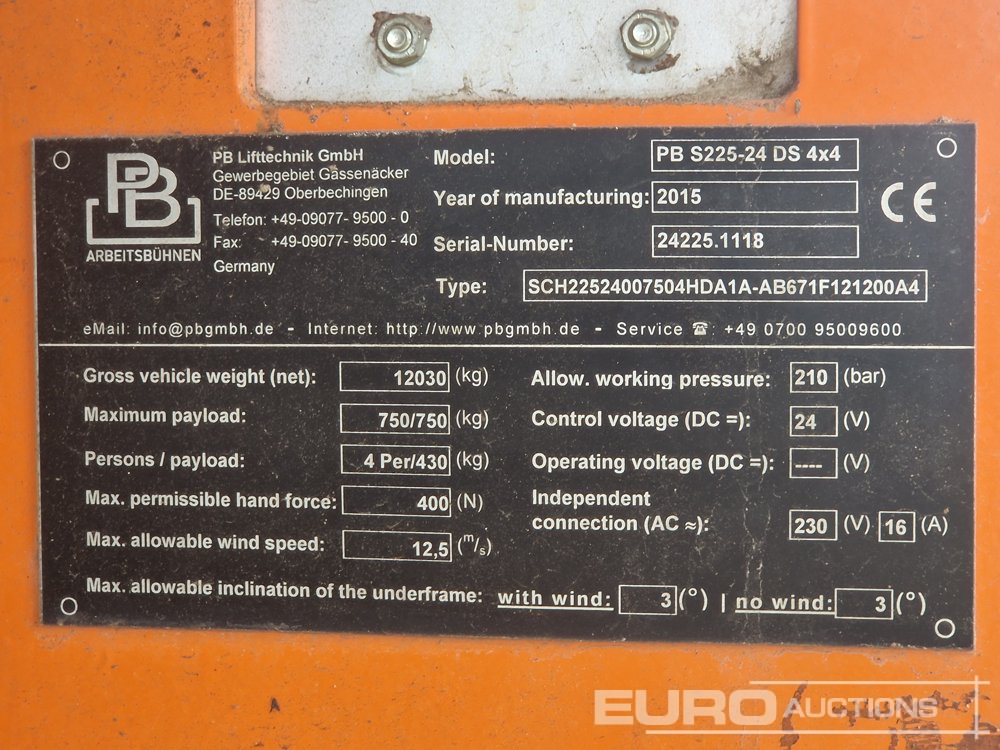 PB
ARBEITSBÜHNEN
PB Lifttechnik GmbH
Gewerbegebiet Gässenäcker
DE-89429 Oberbechingen
Telefon: +49-09077- 9500 - 0
Fax: +49-09077- 9500 - 40
Germany
Model: PB S225-24 DS 4x4
Year of manufacturing: 2015
Serial-Number: 24225.1118
Type: SCH22524007504HDA1A-AB671F121200A4
CE
eMail: info@pbgmbh.de - Internet: http://www.pbgmbh.de - Service ☎: +49 0700 95009600
Gross vehicle weight (net): 12030 (kg)
Maximum payload: 750/750 (kg)
Persons / payload: 4 Per/430 (kg)
Max. permissible hand force: 400 (N)
Max. allowable wind speed: 12,5 (m/s)
Allow. working pressure: 210 (bar)
Control voltage (DC =): 24 (V)
Operating voltage (DC =): ---- (V)
Independent
connection (AC ≈): 230 (V) 16 (A)
Max. allowable inclination of the underframe: with wind: 3 (°) | no wind: 3 (°)
A
EURO AUCTIONS